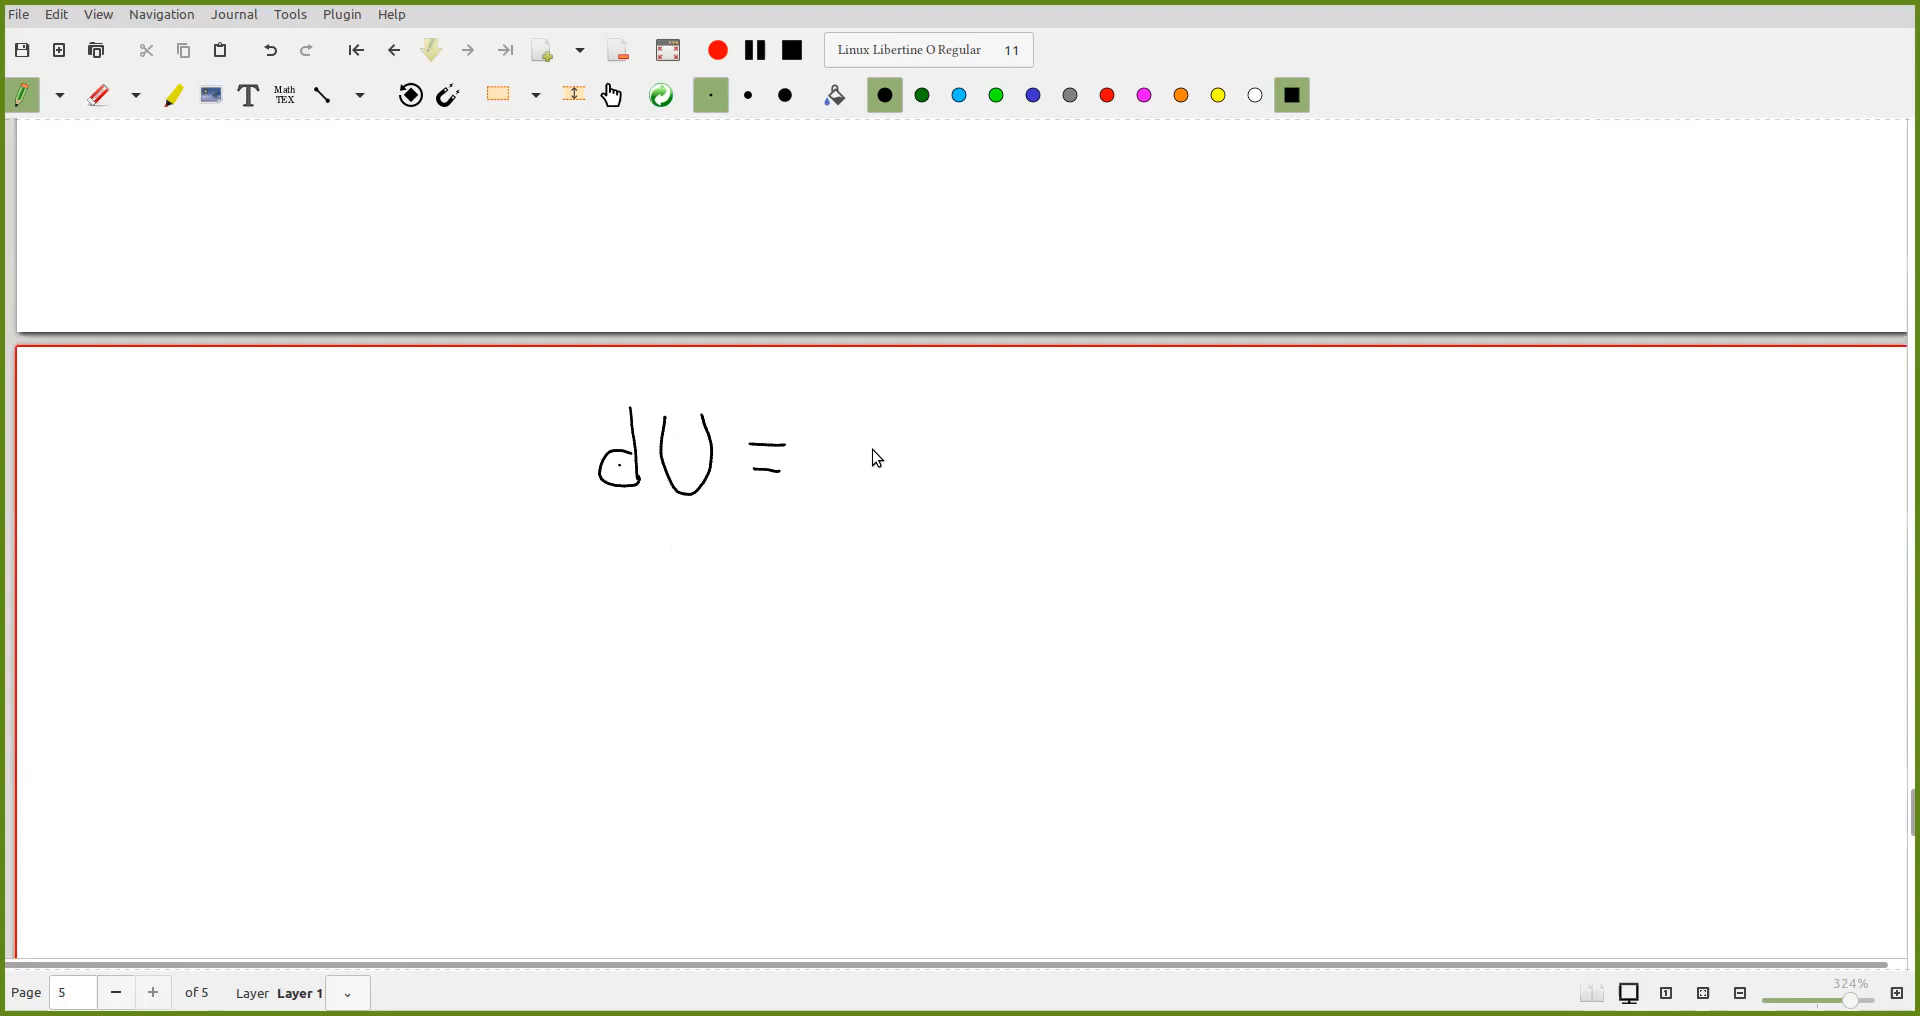 File Edit View Navigation Journal Tools Plugin Help
Linux Libertine O Regular 11
T Math TEX
dU =
324%
Page 5 of 5 Layer Layer 1